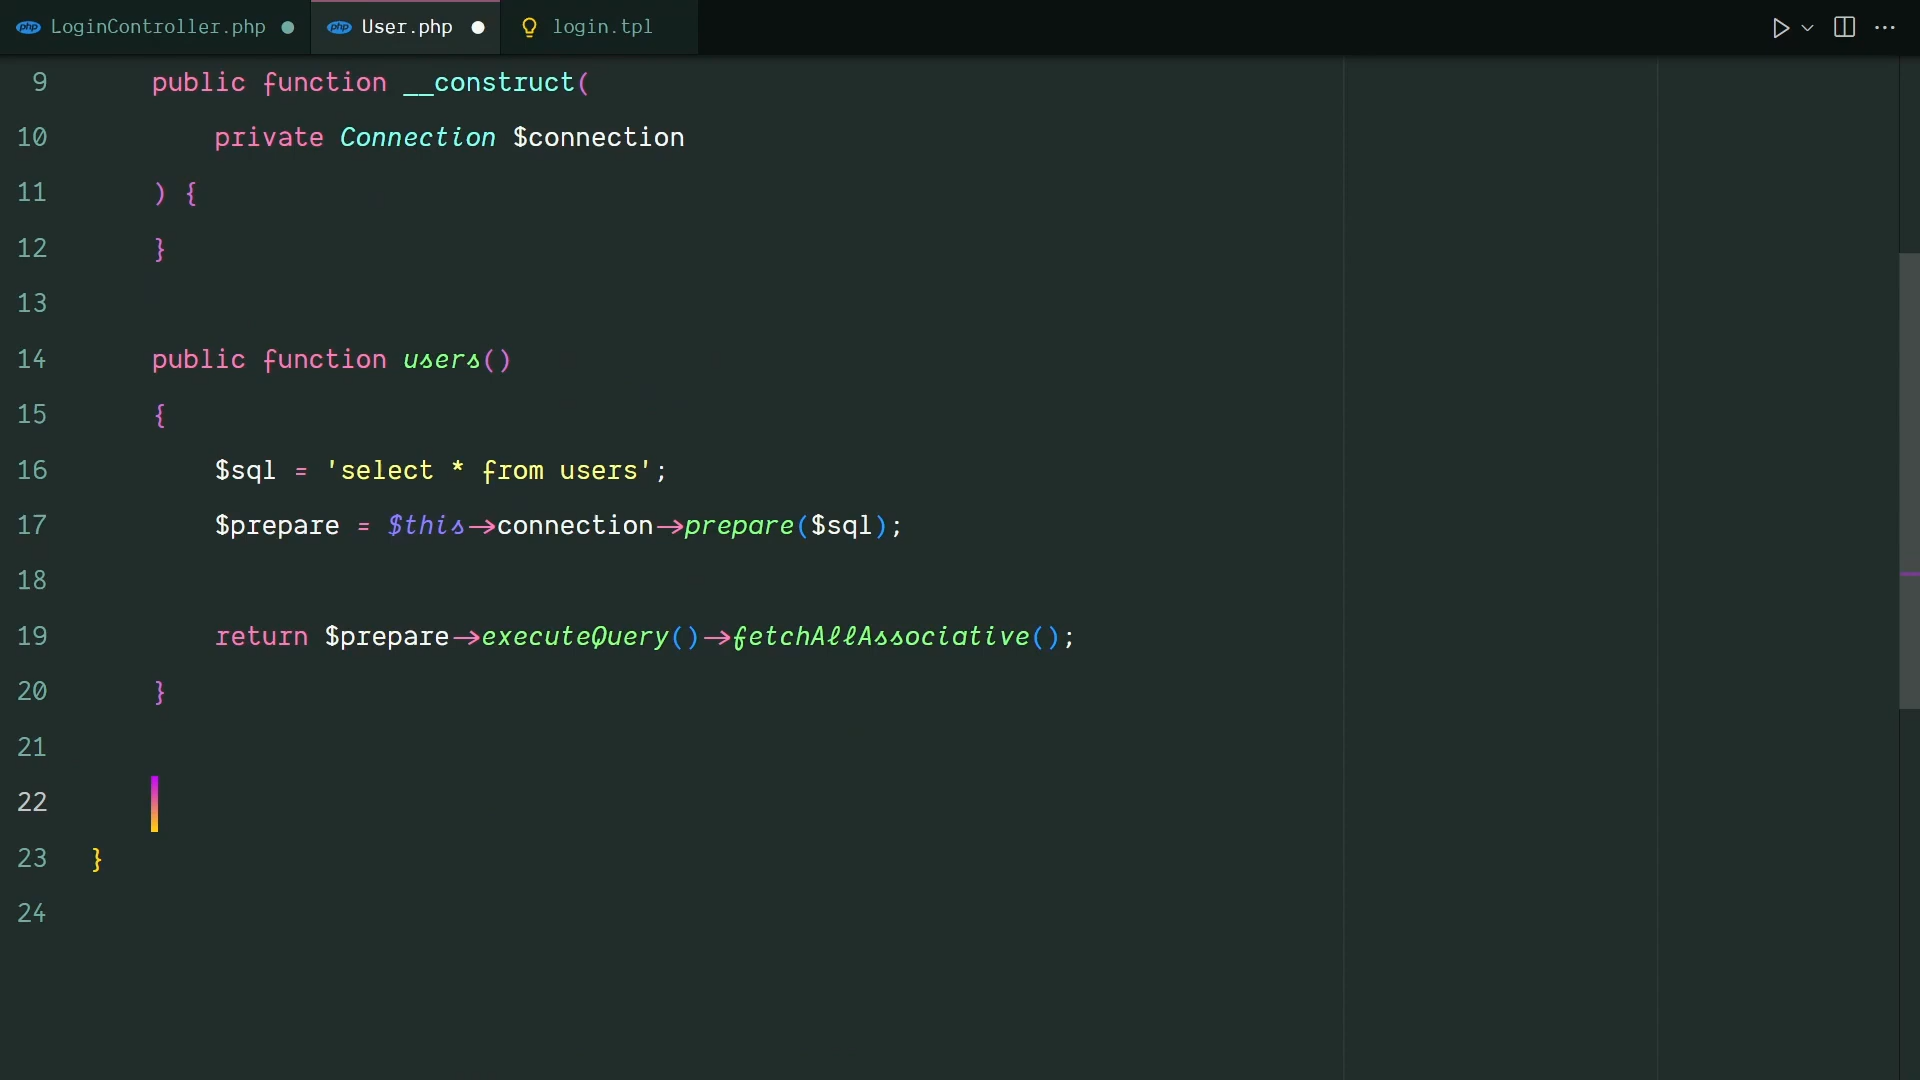 LoginController.php
User.php
login.tpl
9 public function __construct(
10 private Connection $connection
11 ) {
12 }
13
14 public function users()
15 {
16 $sql = 'select * from users';
17 $prepare = $this->connection->prepare($sql);
18
19 return $prepare->executeQuery()->fetchAllAssociative();
20 }
21
22
23 }
24